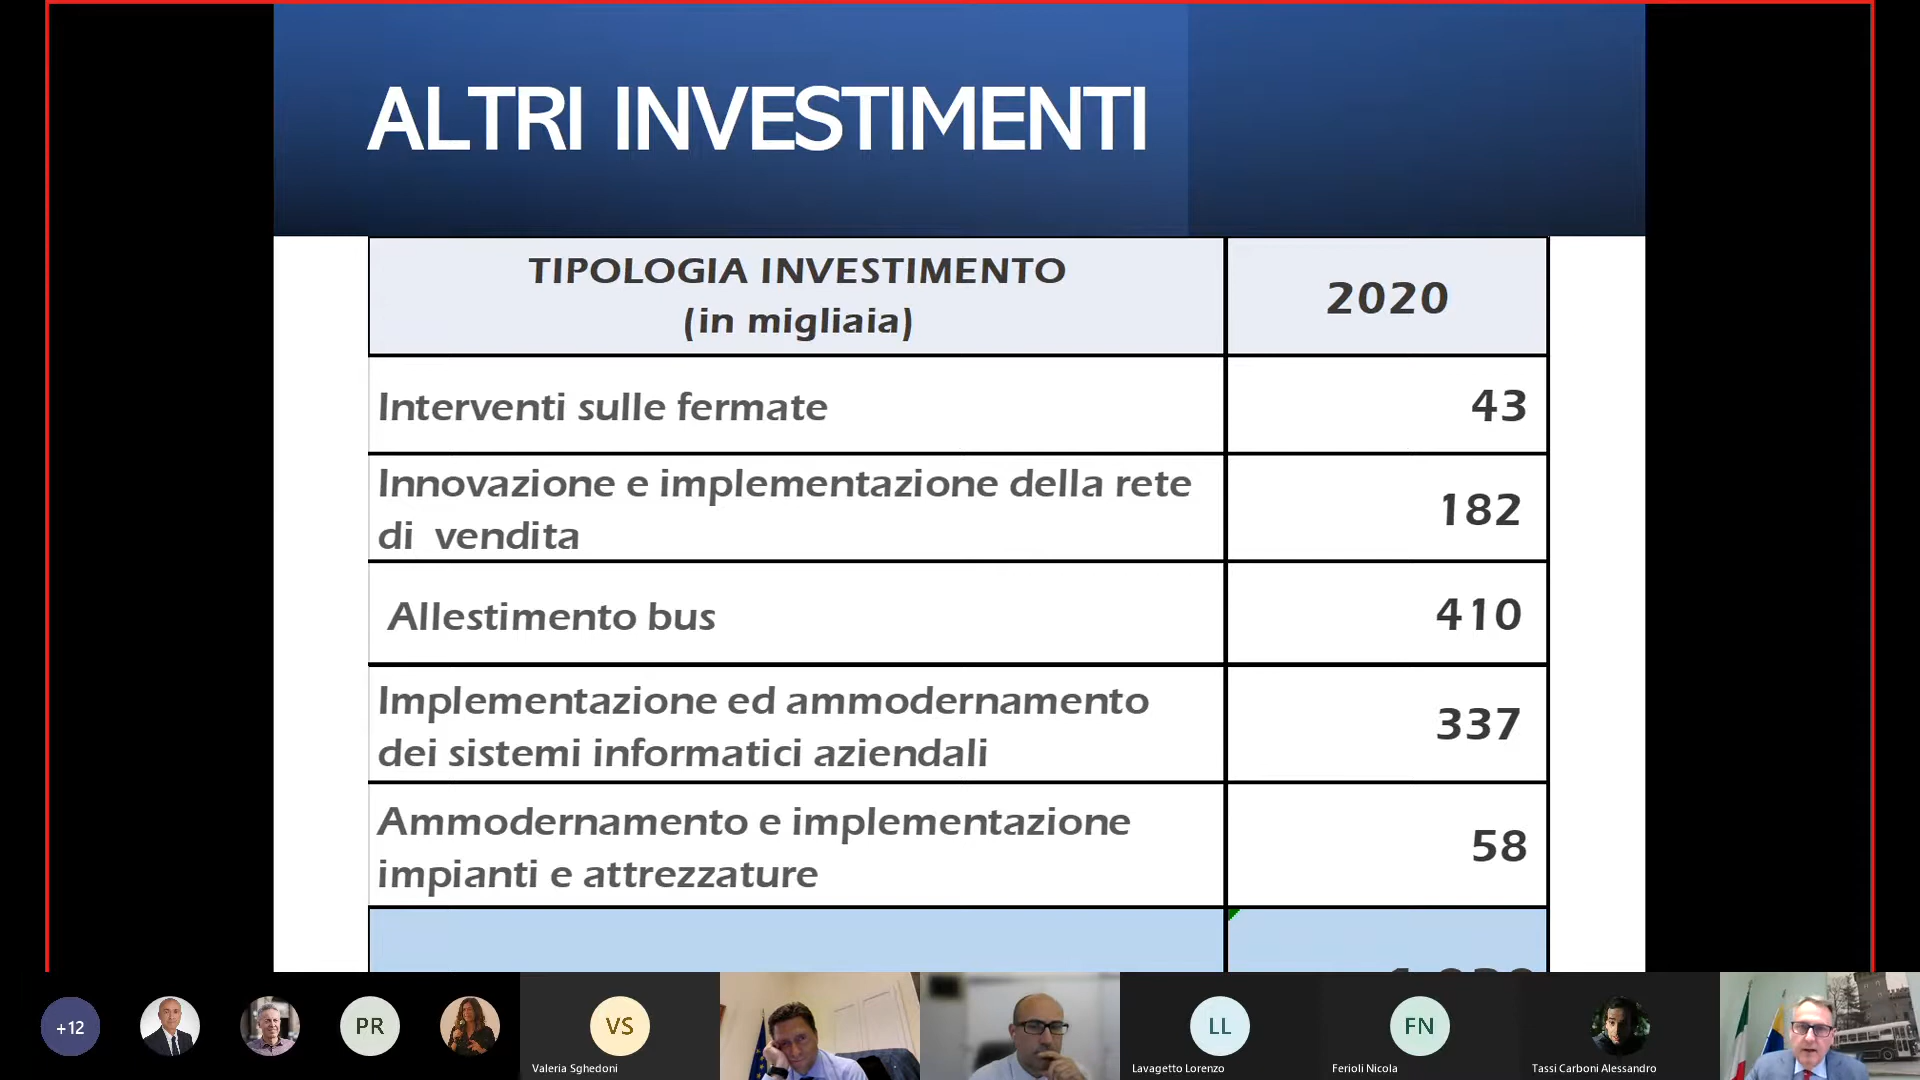 ALTRI INVESTIMENTI
TIPOLOGIA INVESTIMENTO
(in migliaia)
2020
Interventi sulle fermate
43
Innovazione e implementazione della rete
di vendita
182
Allestimento bus
410
Implementazione ed ammodernamento
dei sistemi informatici aziendali
337
Ammodernamento e implementazione
impianti e attrezzature
58
+12
PR
VS
Valeria Sghedoni
LL
Lavagetto Lorenzo
FN
Ferioli Nicola
Tassi Carboni Alessandro